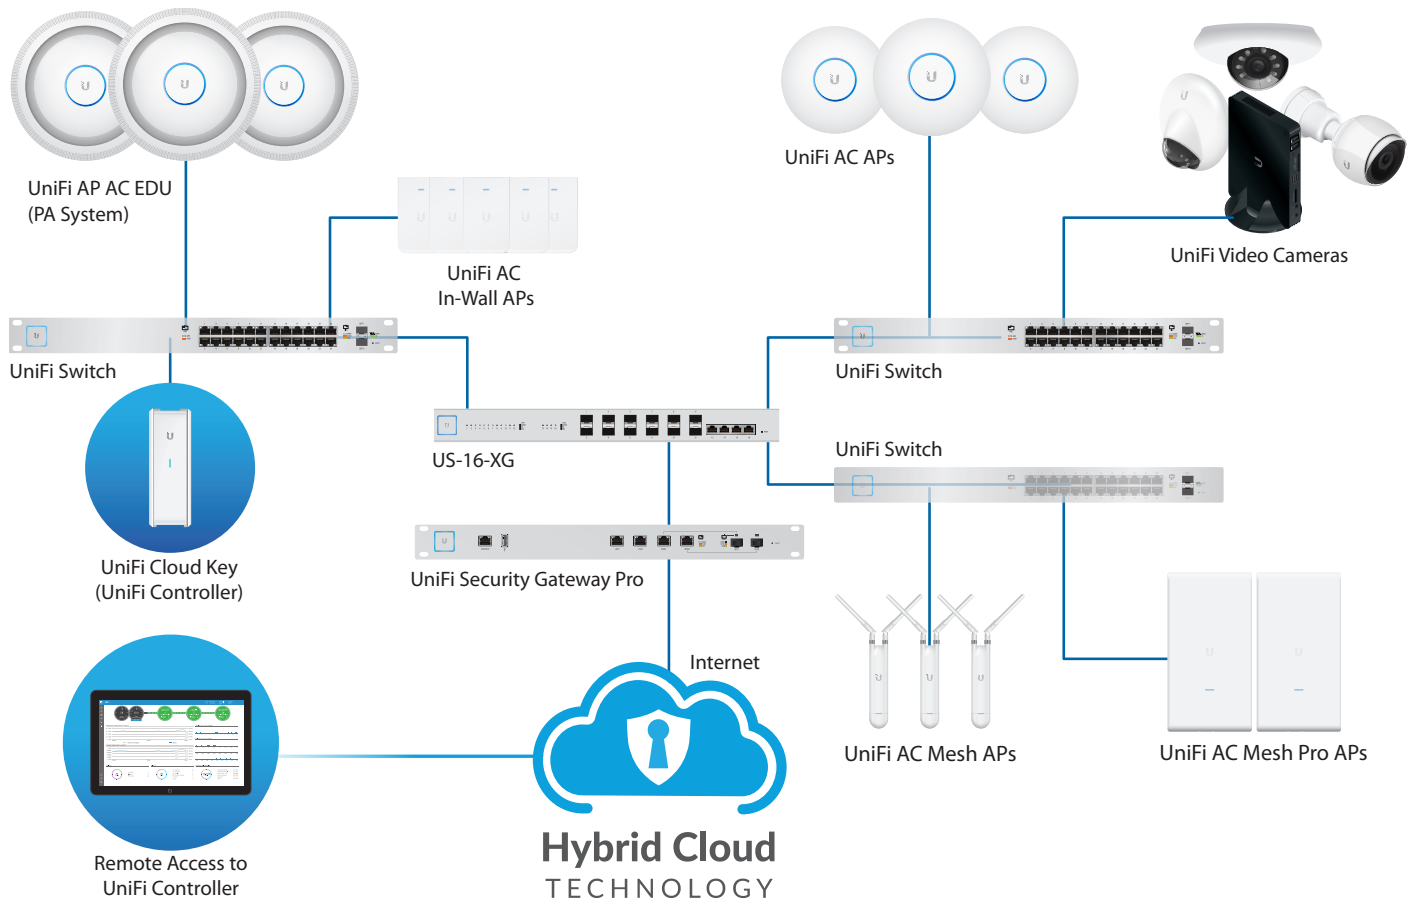 UniFi AP AC EDU
(PA System)
UniFi AC
In-Wall APs
UniFi AC APs
UniFi Video Cameras
UniFi Switch
UniFi Switch
US-16-XG
UniFi Switch
UniFi Cloud Key
(UniFi Controller)
UniFi Security Gateway Pro
Internet
UniFi AC Mesh APs
UniFi AC Mesh Pro APs
Remote Access to
UniFi Controller
Hybrid Cloud
TECHNOLOGY